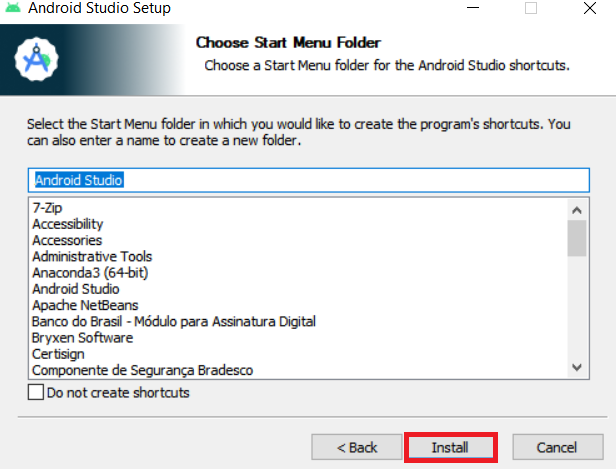 Android Studio Setup
Choose Start Menu Folder
Choose a Start Menu folder for the Android Studio shortcuts.
Select the Start Menu folder in which you would like to create the program's shortcuts. You
can also enter a name to create a new folder.
Android Studio
7-Zip
Accessibility
Accessories
Administrative Tools
Anaconda3 (64-bit)
Android Studio
Apache NetBeans
Banco do Brasil - Módulo para Assinatura Digital
Bryxen Software
Certisign
Componente de Segurança Bradesco
Do not create shortcuts
< Back
Install
Cancel